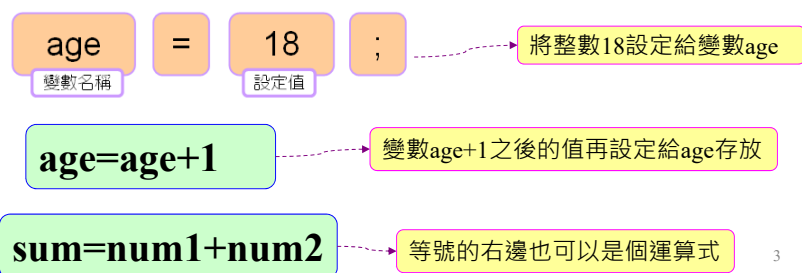 age = 18 ;
變數名稱
設定值
將整數18設定給變數age
age=age+1
變數age+1之後的值再設定給age存放
sum=num1+num2
等號的右邊也可以是個運算式
3